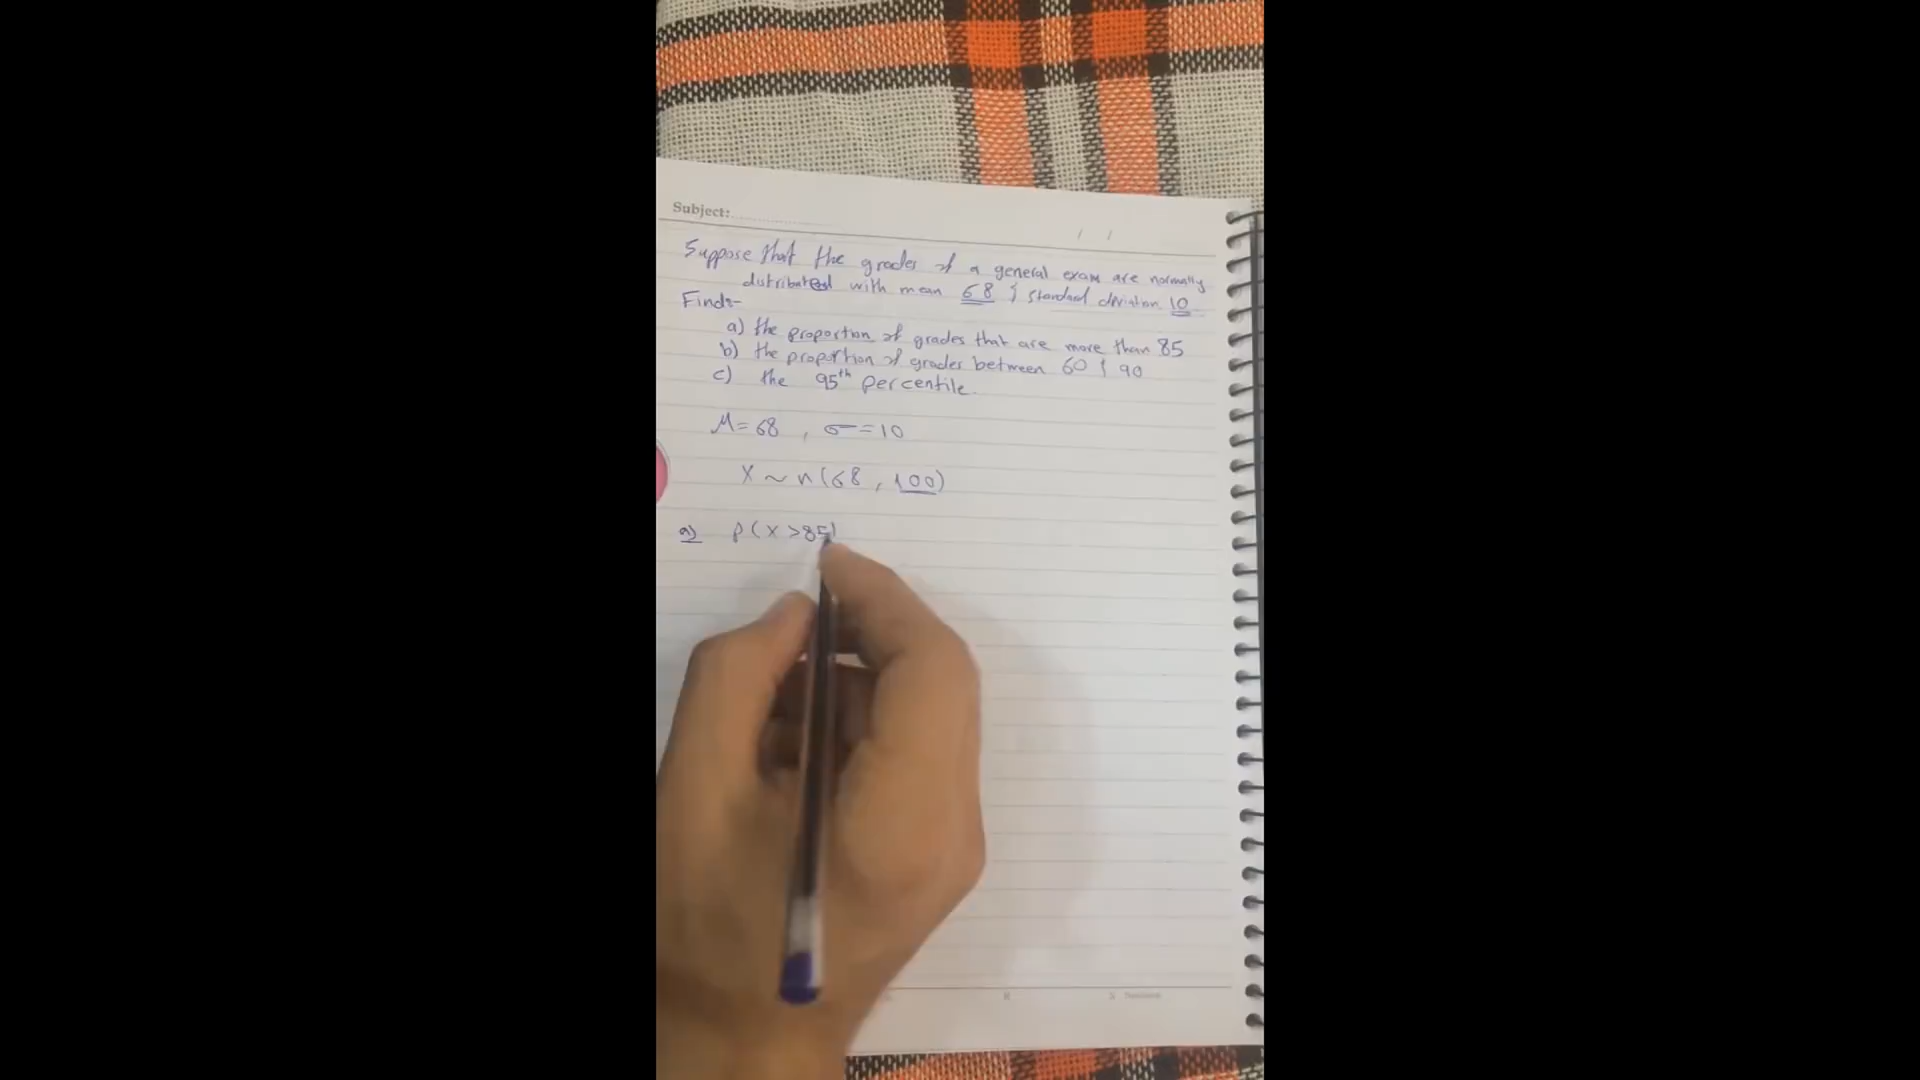 Subject:
Suppose that the grades of a general exam are normally
distributed with mean 68 & standard deviation 10
Find:-
a) the proportion of grades that are more than 85
b) the proportion of grades between 60 & 90
c) the 95th percentile.
M=68 , σ=10
X ~ n(68 , 100)
a) P(X>85)